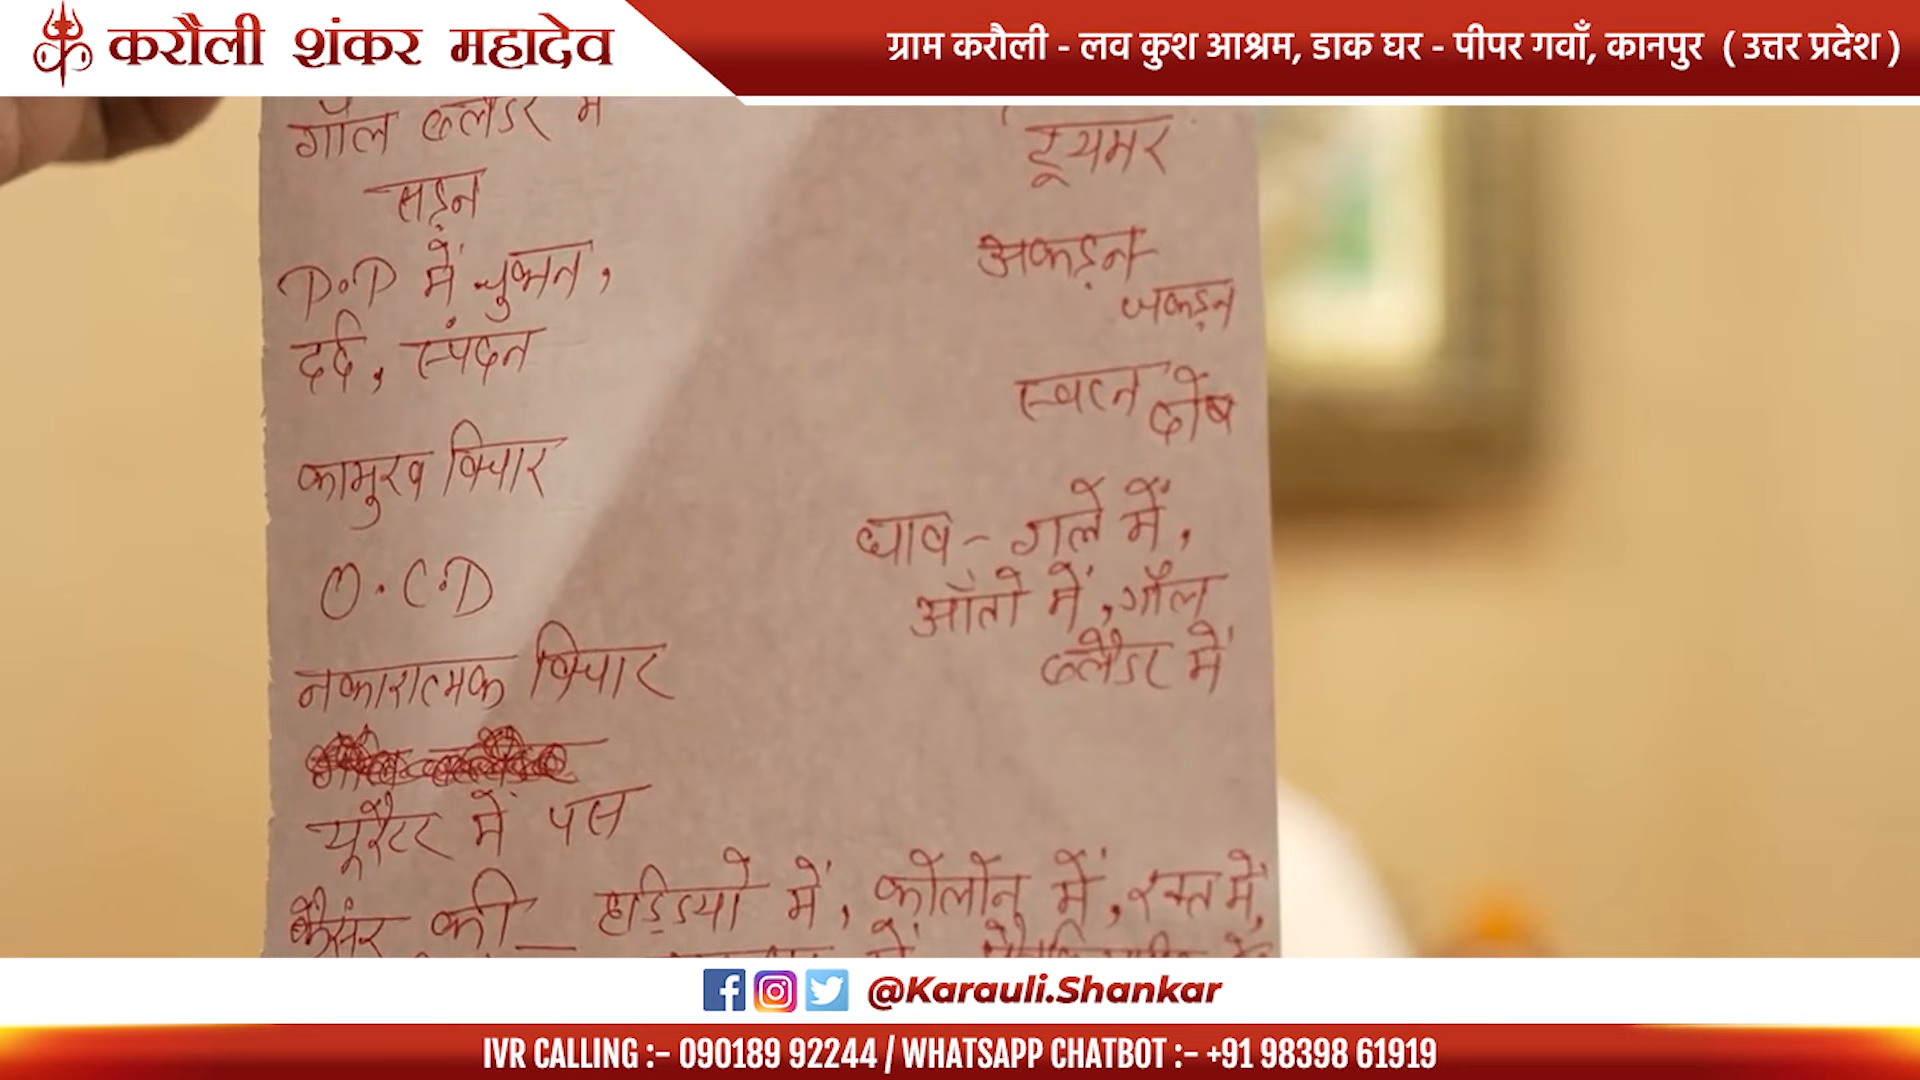 करौली शंकर महादेव
ग्राम करौली - लव कुश आश्रम, डाक घर - पीपर गवाँ, कानपुर ( उत्तर प्रदेश )
गॉल ब्लैडर में
सड़न
P.P में चुभन,
दर्द, स्पंदन
कामुख विचार
O.C.D
नकारात्मक विचार
यूरैटर में पस
ट्यूमर
अकड़न
जकड़न
स्वप्न दोष
घाव - गले में,
आँतो में, गॉल
ब्लैडर में
कैंसर की - हड्डियो में, कोलोन में, रक्त में,
@Karauli.Shankar
IVR CALLING :- 090189 92244 / WHATSAPP CHATBOT :- +91 98398 61919